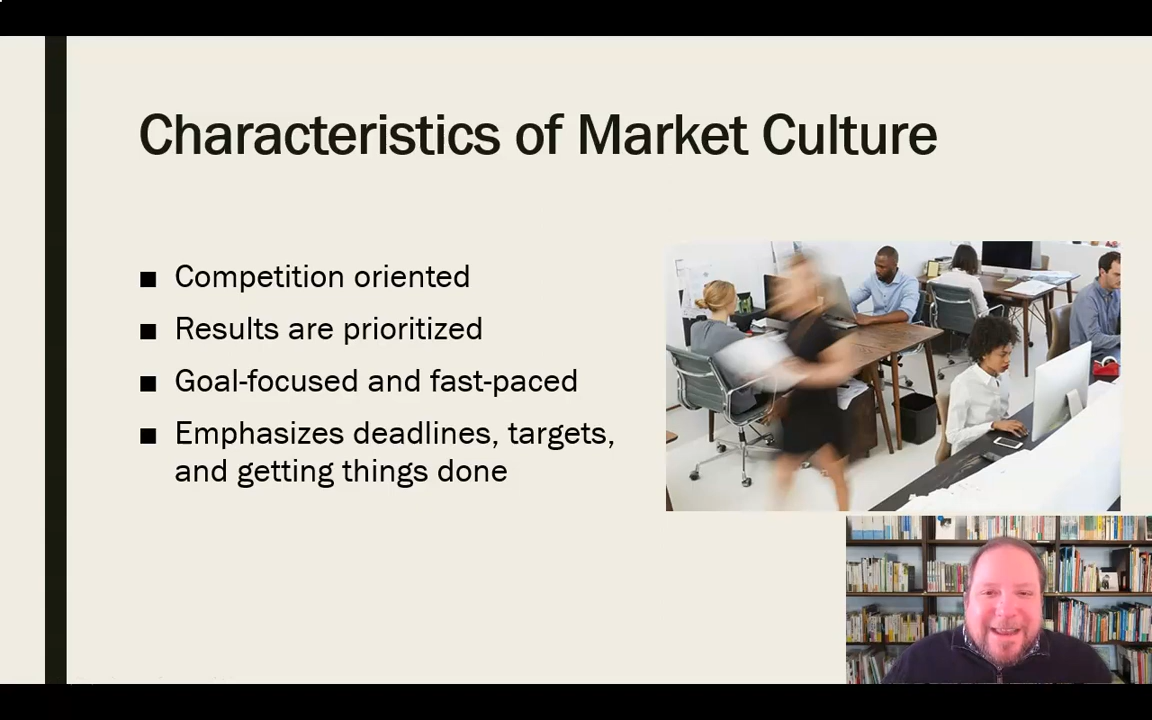 Characteristics of Market Culture
■ Competition oriented
■ Results are prioritized
■ Goal-focused and fast-paced
■ Emphasizes deadlines, targets,
and getting things done